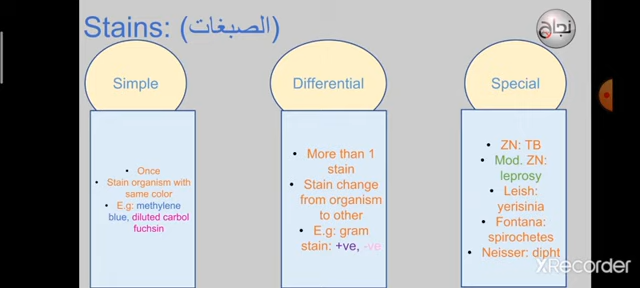 Stains: (الصبغات)
نجاح
Simple
Differential
Special
• Once
• Stain organism with
same color
• E.g: methylene
blue, diluted carbol
fuchsin
• More than 1
stain
• Stain change
from organism
to other
• E.g: gram
stain: +ve, -ve
• ZN: TB
• Mod. ZN:
leprosy
• Leish:
yerisinia
• Fontana:
spirochetes
• Neisser: dipht
XRecorder